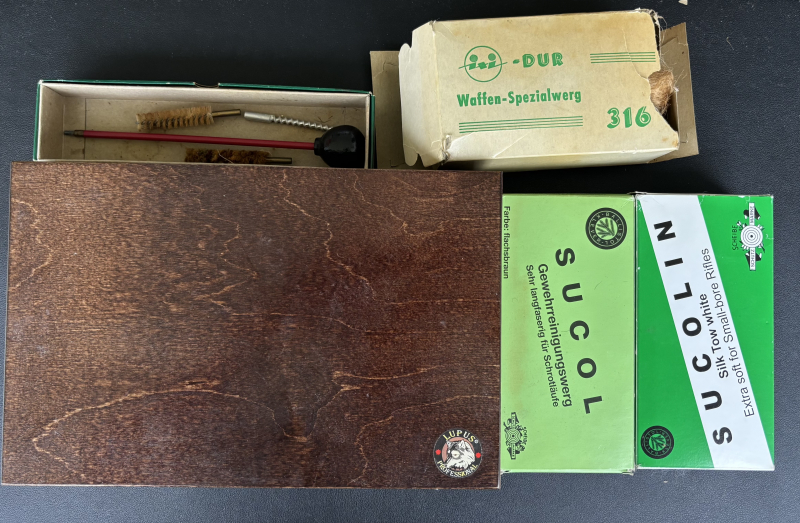 -DUR
Waffen-Spezialwerg
316
Farbe: flachsbraun
SUCOL
Gewehrreinigungswerg
Sehr langfaserig für Schrotläufe
SUCOLIN
Silk Tow white
Extra soft for Small-bore Rifles
SCHEIBE
LUPUS®
PROFESSIONAL